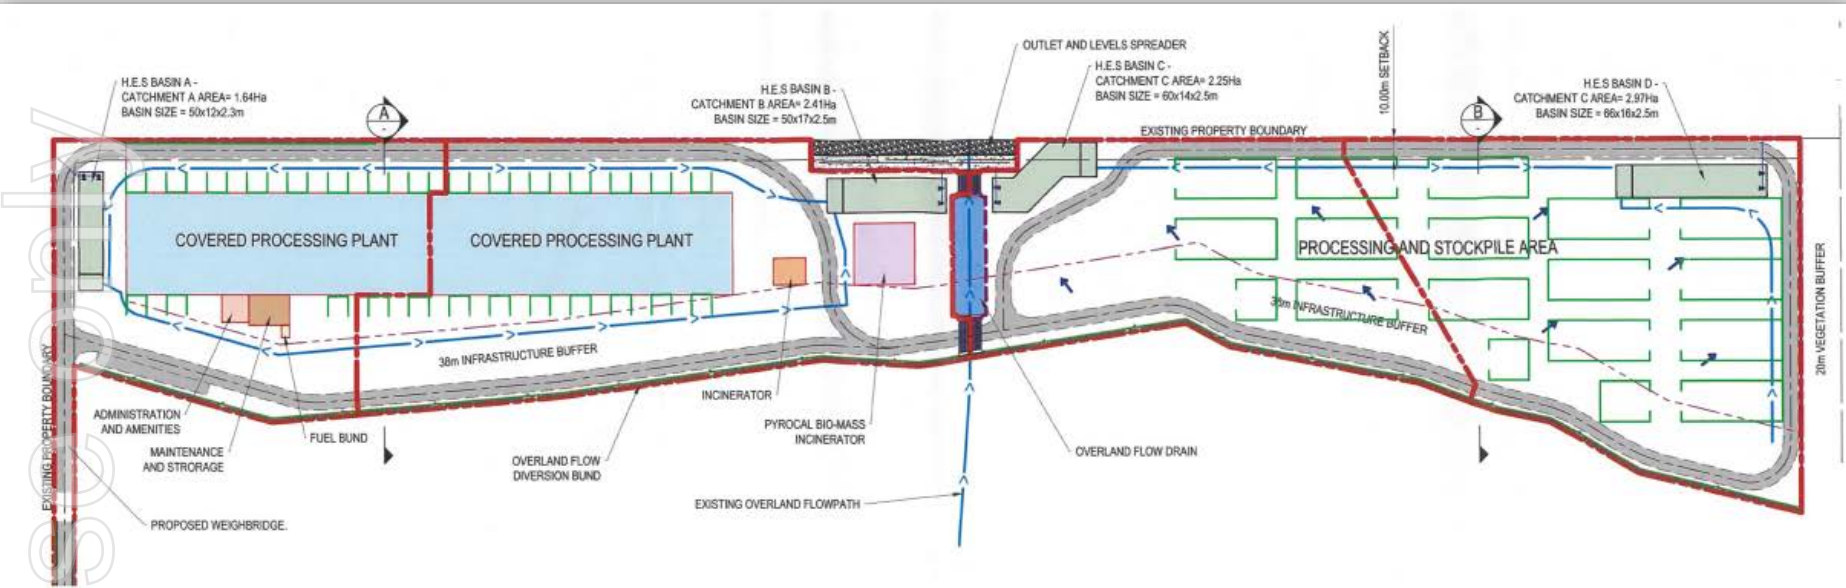 OUTLET AND LEVELS SPREADER
H.E.S BASIN A -
CATCHMENT A AREA= 1.64Ha
BASIN SIZE = 50x12x2.3m
A
-
H.E.S BASIN B -
CATCHMENT B AREA= 2.41Ha
BASIN SIZE = 50x17x2.5m
H.E.S BASIN C -
CATCHMENT C AREA= 2.25Ha
BASIN SIZE = 60x14x2.5m
10.00m SETBACK
B
-
H.E.S BASIN D -
CATCHMENT C AREA= 2.97Ha
BASIN SIZE = 66x16x2.5m
EXISTING PROPERTY BOUNDARY
COVERED PROCESSING PLANT
COVERED PROCESSING PLANT
PROCESSING AND STOCKPILE AREA
38m INFRASTRUCTURE BUFFER
38m INFRASTRUCTURE BUFFER
20m VEGETATION BUFFER
EXISTING PROPERTY BOUNDARY
ADMINISTRATION
AND AMENITIES
MAINTENANCE
AND STRORAGE
FUEL BUND
INCINERATOR
PYROCAL BIO-MASS
INCINERATOR
OVERLAND FLOW
DIVERSION BUND
OVERLAND FLOW DRAIN
EXISTING OVERLAND FLOWPATH
PROPOSED WEIGHBRIDGE.
only